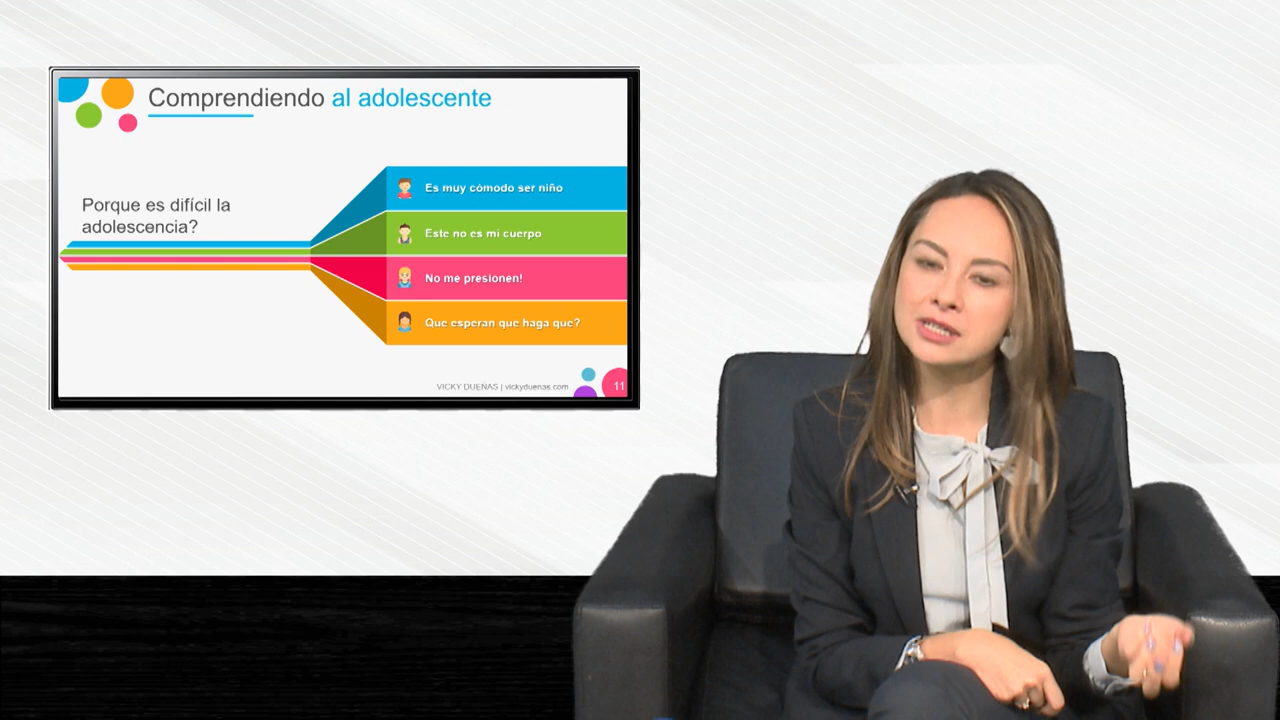 Comprendiendo al adolescente
Porque es difícil la
adolescencia?
Es muy cómodo ser niño
Este no es mi cuerpo
No me presionen!
Que esperan que haga que?
VICKY DUEÑAS | vickyduenas.com
11